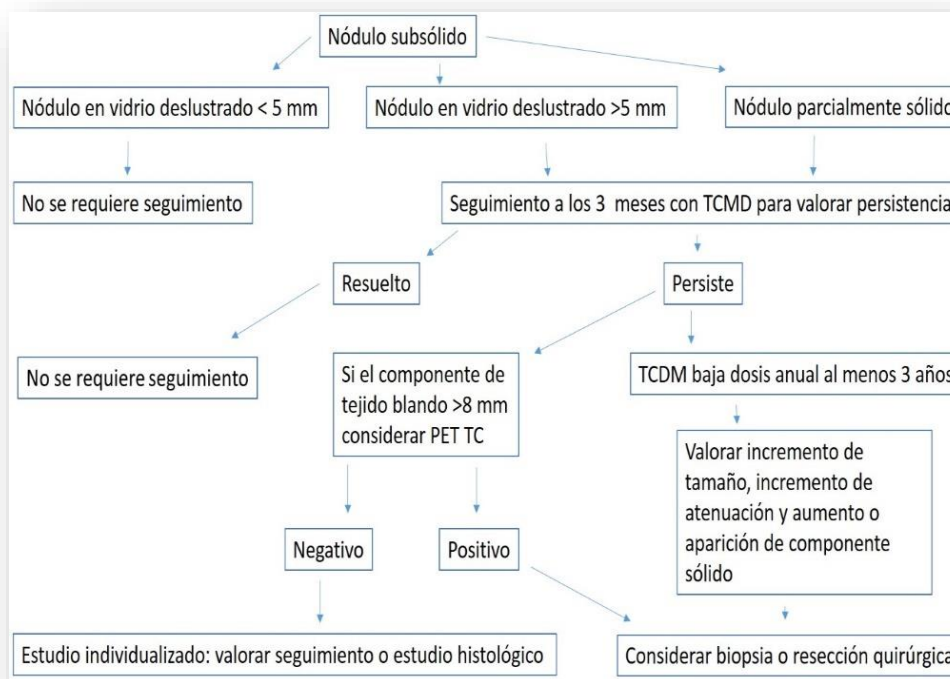 Nódulo subsólido
Nódulo en vidrio deslustrado < 5 mm
Nódulo en vidrio deslustrado >5 mm
Nódulo parcialmente sólido
No se requiere seguimiento
Seguimiento a los 3 meses con TCMD para valorar persistencia
Resuelto
Persiste
No se requiere seguimiento
Si el componente de
tejido blando >8 mm
considerar PET TC
TCDM baja dosis anual al menos 3 años
Valorar incremento de
tamaño, incremento de
atenuación y aumento o
aparición de componente
sólido
Negativo
Positivo
Estudio individualizado: valorar seguimiento o estudio histológico
Considerar biopsia o resección quirúrgica